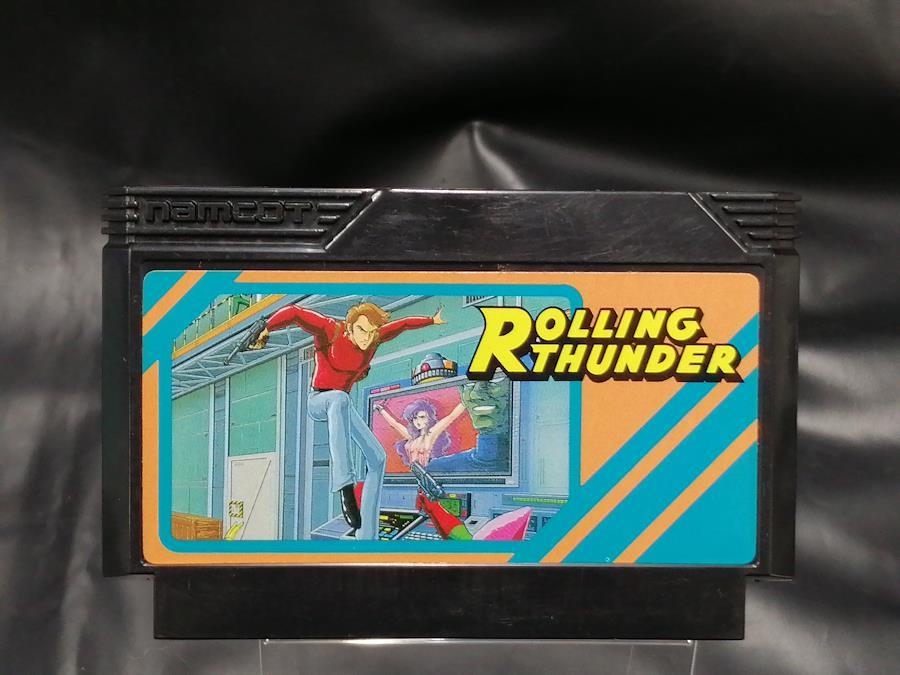 namcot
ROLLING
THUNDER